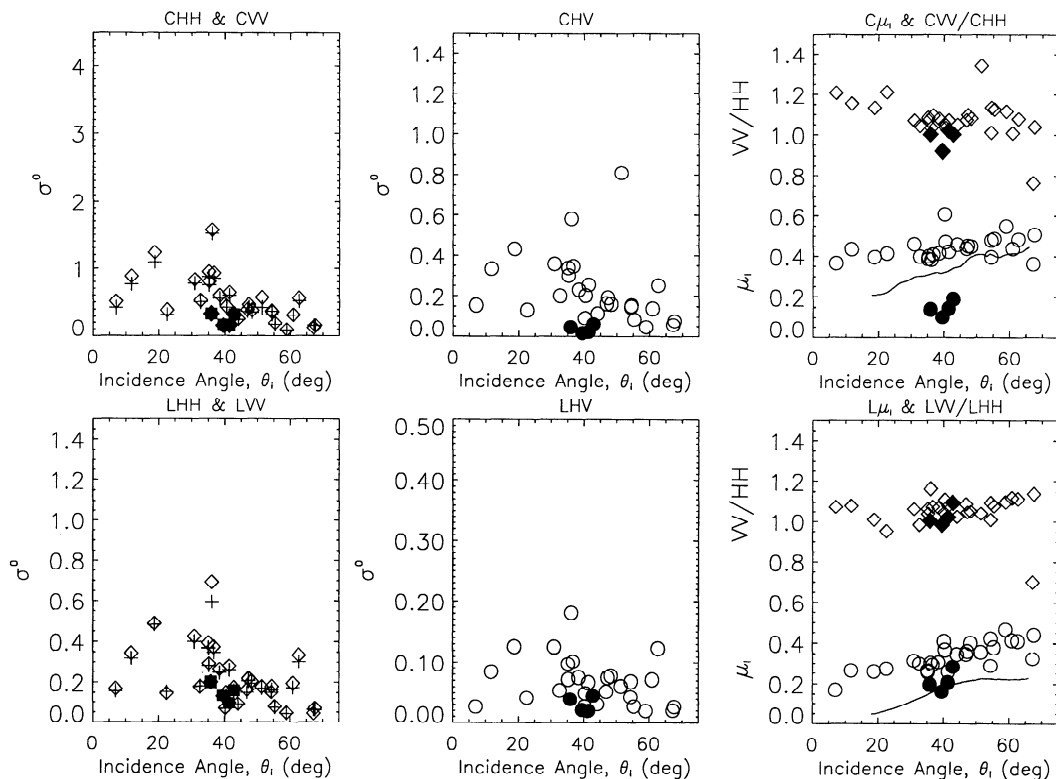 CHH & CVV
4
3
2
1
0
σ⁰
0 20 40 60
Incidence Angle, θᵢ (deg)
CHV
1.4
1.2
1.0
0.8
0.6
0.4
0.2
0.0
σ⁰
0 20 40 60
Incidence Angle, θᵢ (deg)
Cμᵢ & CVV/CHH
1.4
1.2
1.0
0.8
0.6
0.4
0.2
0.0
VV/HH
μᵢ
0 20 40 60
Incidence Angle, θᵢ (deg)
LHH & LVV
1.4
1.2
1.0
0.8
0.6
0.4
0.2
0.0
σ⁰
0 20 40 60
Incidence Angle, θᵢ (deg)
LHV
0.50
0.40
0.30
0.20
0.10
0.00
σ⁰
0 20 40 60
Incidence Angle, θᵢ (deg)
Lμᵢ & LVV/LHH
1.4
1.2
1.0
0.8
0.6
0.4
0.2
0.0
VV/HH
μᵢ
0 20 40 60
Incidence Angle, θᵢ (deg)